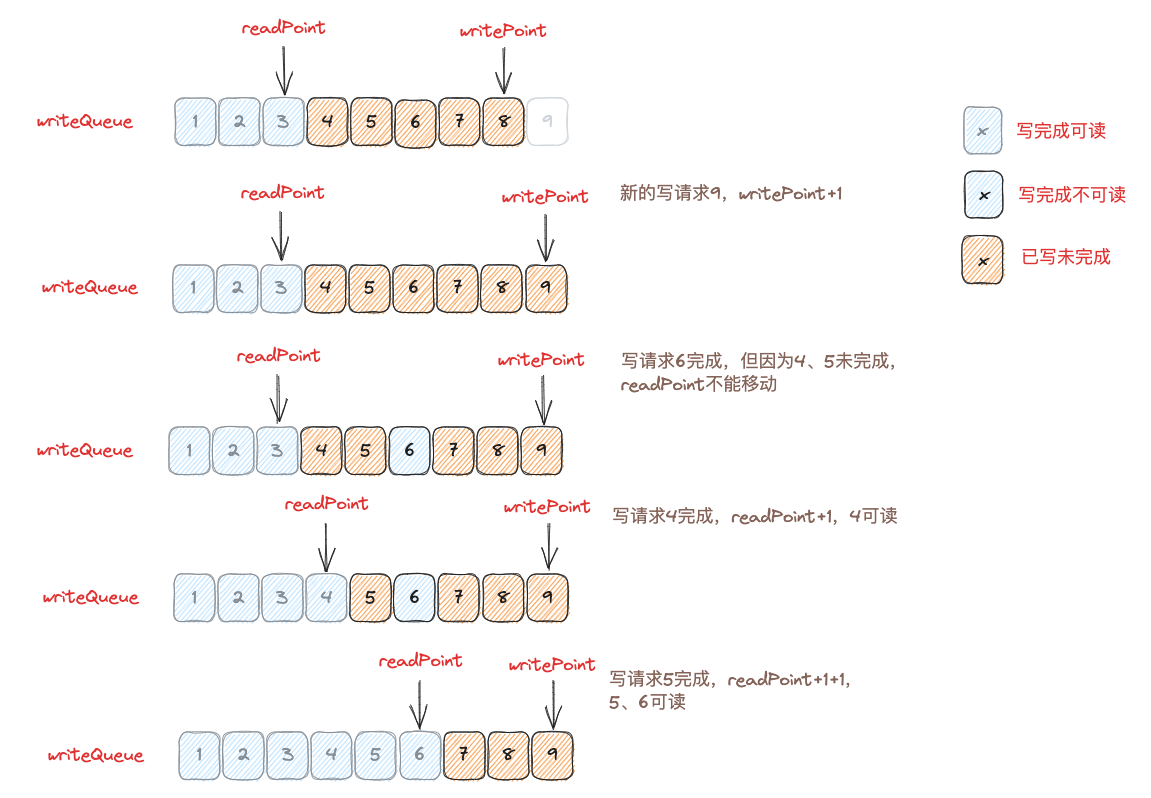 readPoint
writePoint
writeQueue
1 2 3 4 5 6 7 8 9
x 写完成可读
readPoint
writePoint
新的写请求9，writePoint+1
x 写完成不可读
writeQueue
1 2 3 4 5 6 7 8 9
x 已写未完成
readPoint
writePoint
写请求6完成，但因为4、5未完成，
readPoint不能移动
writeQueue
1 2 3 4 5 6 7 8 9
readPoint
writePoint
写请求4完成，readPoint+1，4可读
writeQueue
1 2 3 4 5 6 7 8 9
readPoint
writePoint
写请求5完成，readPoint+1+1，
5、6可读
writeQueue
1 2 3 4 5 6 7 8 9